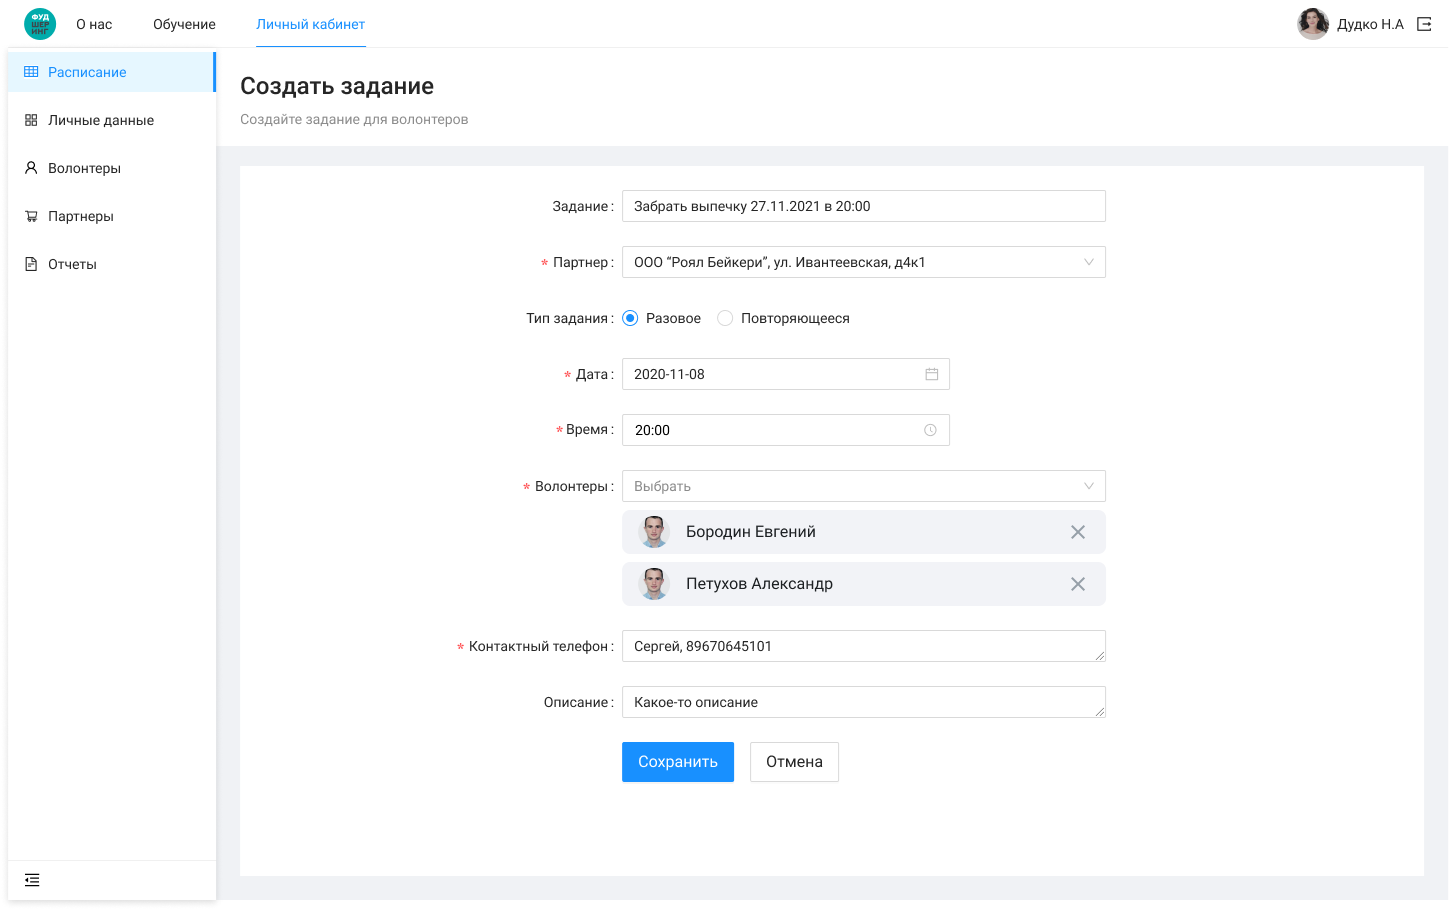 ФУД
ШЕР
ИНГ
О нас
Обучение
Личный кабинет
Дудко Н.А
Расписание
Личные данные
Волонтеры
Партнеры
Отчеты
Создать задание
Создайте задание для волонтеров
Задание:
Забрать выпечку 27.11.2021 в 20:00
* Партнер:
ООО “Роял Бейкери”, ул. Ивантеевская, д4к1
Тип задания:
Разовое
Повторяющееся
* Дата:
2020-11-08
* Время:
20:00
* Волонтеры:
Выбрать
Бородин Евгений
Петухов Александр
* Контактный телефон:
Сергей, 89670645101
Описание:
Какое-то описание
Сохранить
Отмена